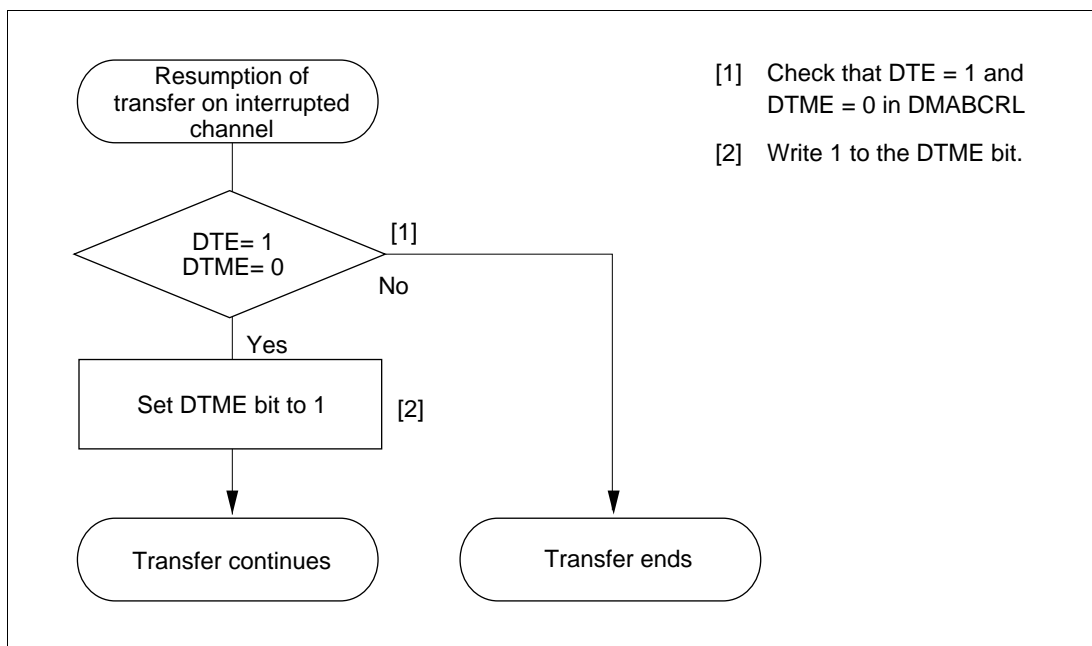 Resumption of
transfer on interrupted
channel
[1] Check that DTE = 1 and
DTME = 0 in DMABCRL
[2] Write 1 to the DTME bit.
DTE= 1
DTME= 0
[1]
No
Yes
Set DTME bit to 1
[2]
Transfer continues
Transfer ends